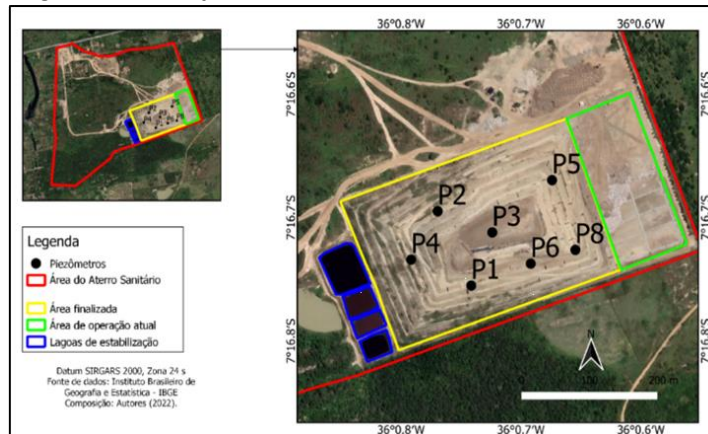 36°0.8'W 36°0.7'W 36°0.6'W
7°16.6'S
7°16.7'S
7°16.8'S
P5
P2
P3
P4
P8
P6
P1
N
0 100 200 m
7°16.6'S
7°16.7'S
7°16.8'S
36°0.8'W 36°0.7'W 36°0.6'W
Legenda
Piezômetros
Área do Aterro Sanitário
Área finalizada
Área de operação atual
Lagoas de estabilização
Datum SIRGARS 2000, Zona 24 s
Fonte de dados: Instituto Brasileiro de
Geografia e Estatística - IBGE
Composição: Autores (2022).